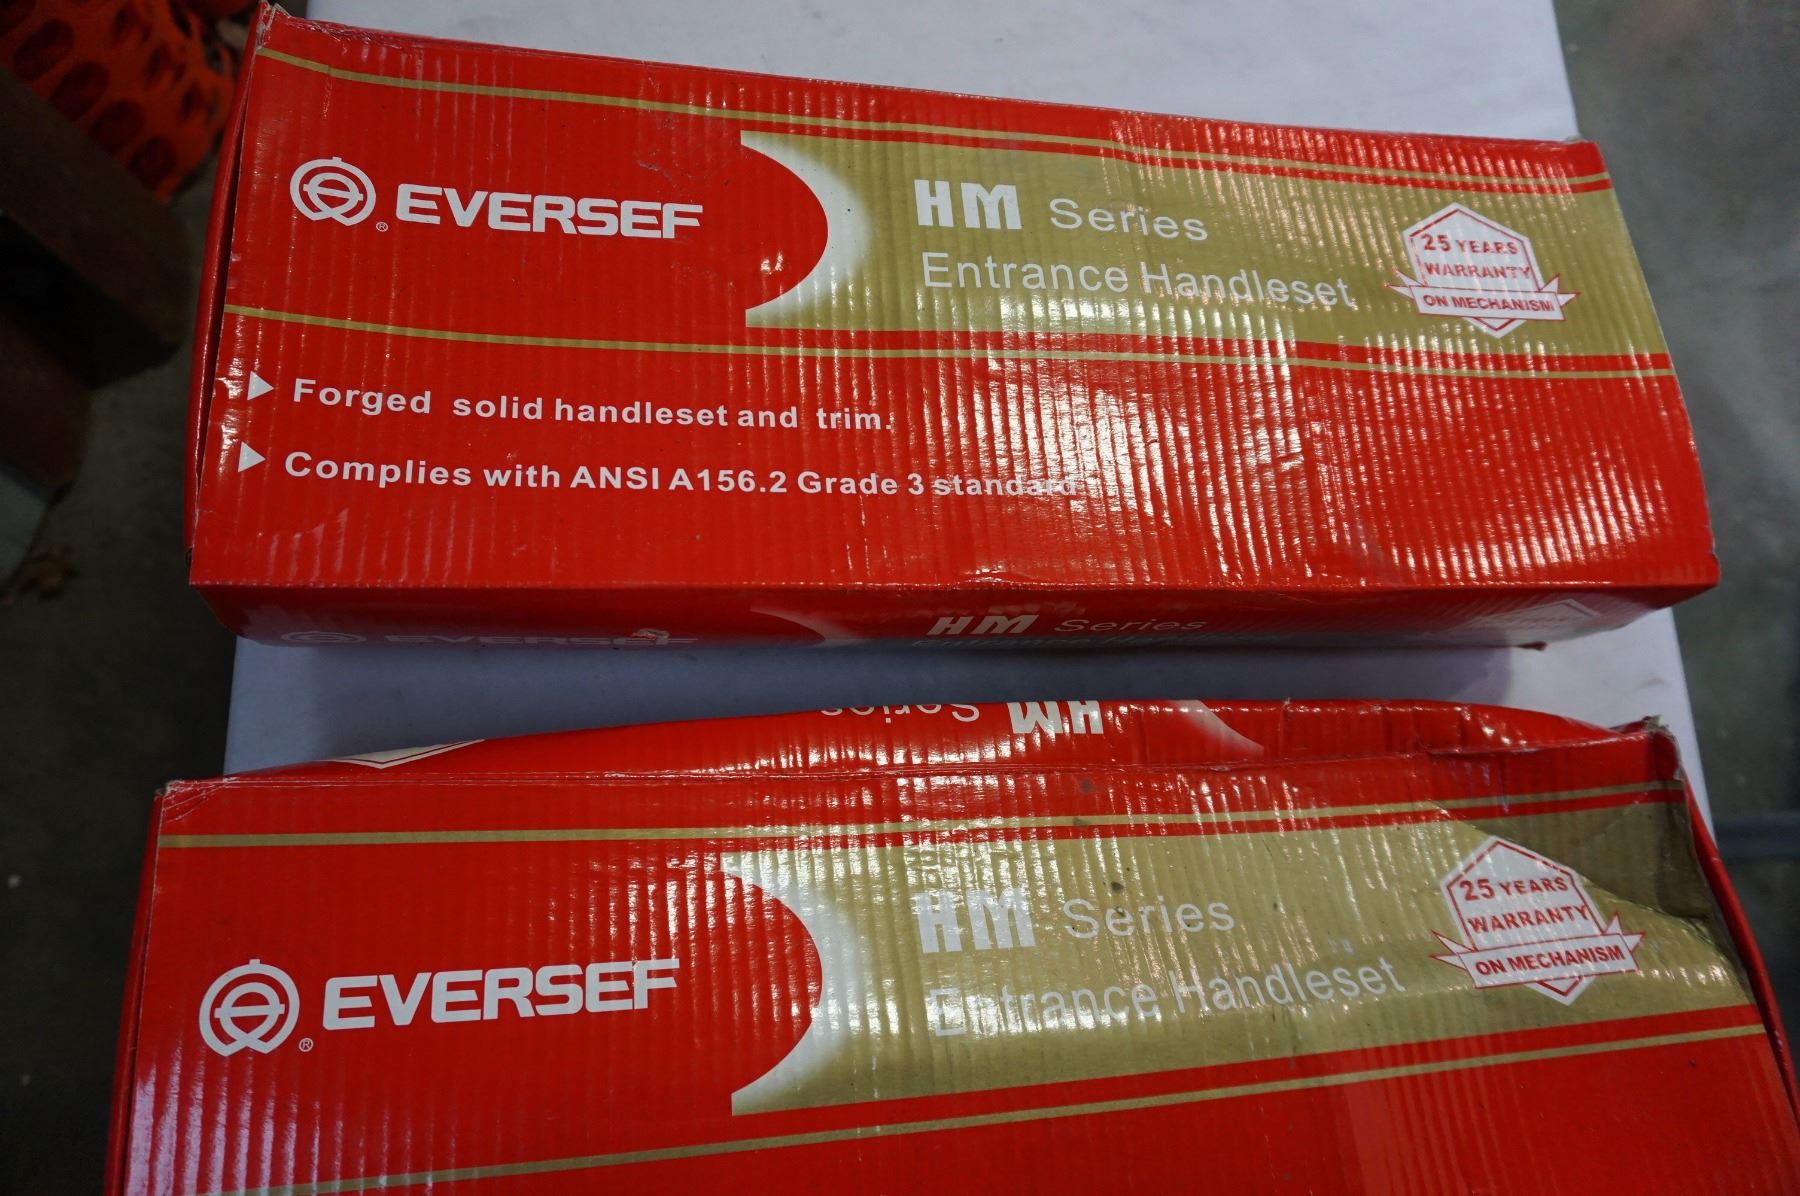 EVERSEF
®
HM Series
Entrance Handleset
25 YEARS
WARRANTY
ON MECHANISM
Forged solid handleset and trim.
Complies with ANSI A156.2 Grade 3 standard
EVERSEF
HM Series
HM Series
EVERSEF
®
HM Series
Entrance Handleset
25 YEARS
WARRANTY
ON MECHANISM